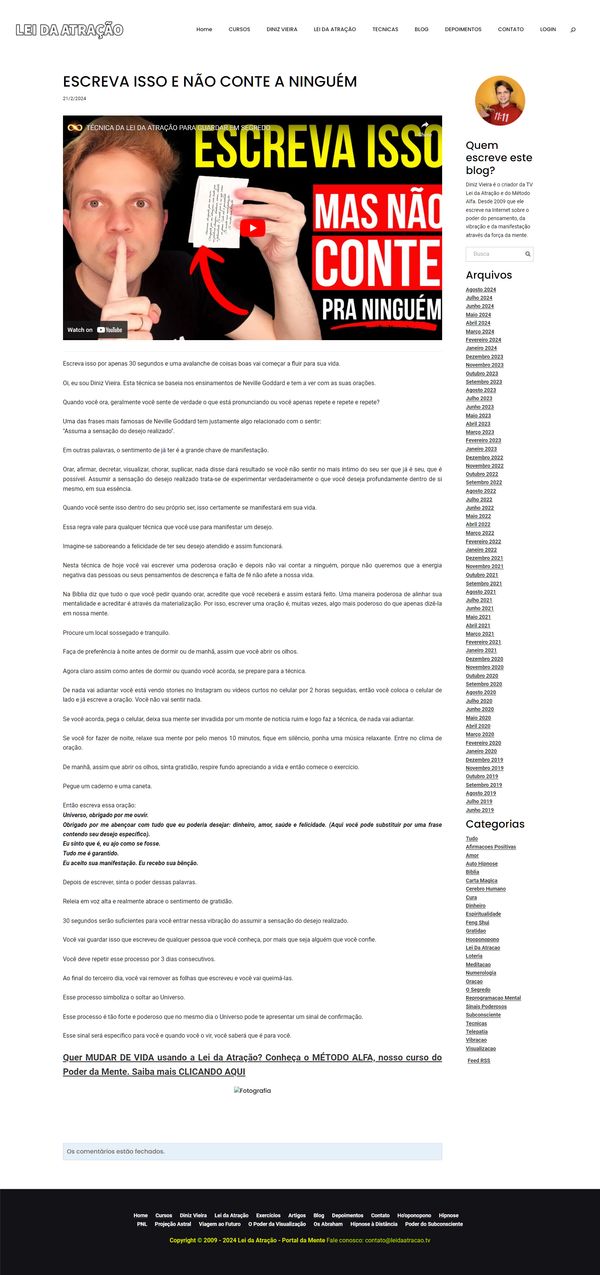 LEI DA ATRAÇÃO
Home CURSOS DINIZ VIEIRA LEI DA ATRAÇÃO TECNICAS BLOG DEPOIMENTOS CONTATO LOGIN
ESCREVA ISSO E NÃO CONTE A NINGUÉM
21/2/2024
TÉCNICA DA LEI DA ATRAÇÃO PARA GUARDAR EM SEGREDO
ESCREVA ISSO
MAS NÃO
CONTE
PRA NINGUÉM
Watch on YouTube
Escreva isso por apenas 30 segundos e uma avalanche de coisas boas vai começar a fluir para sua vida.
Oi, eu sou Diniz Vieira. Esta técnica se baseia nos ensinamentos de Neville Goddard e tem a ver com as suas orações.
Quando você ora, geralmente você sente de verdade o que está pronunciando ou você apenas repete e repete e repete?
Uma das frases mais famosas de Neville Goddard tem justamente algo relacionado com o sentir:
"Assuma a sensação do desejo realizado".
Em outras palavras, o sentimento de já ter é a grande chave de manifestação.
Orar, afirmar, decretar, visualizar, chorar, suplicar, nada disse dará resultado se você não sentir no mais íntimo do seu ser que já é seu, que é
possível. Assumir a sensação do desejo realizado trata-se de experimentar verdadeiramente o que você deseja profundamente dentro de si
mesmo, em sua essência.
Quando você sente isso dentro do seu próprio ser, isso certamente se manifestará em sua vida.
Essa regra vale para qualquer técnica que você use para manifestar um desejo.
Imagine-se saboreando a felicidade de ter seu desejo atendido e assim funcionará.
Nesta técnica de hoje você vai escrever uma poderosa oração e depois não vai contar a ninguém, porque não queremos que a energia
negativa das pessoas ou seus pensamentos de descrença e falta de fé não afete a nossa vida.
Na Bíblia diz que tudo o que você pedir quando orar, acredite que você receberá e assim estará feito. Uma maneira poderosa de alinhar sua
mentalidade e acreditar é através da materialização. Por isso, escrever uma oração é, muitas vezes, algo mais poderoso do que apenas dizê-la
em nossa mente.
Procure um local sossegado e tranquilo.
Faça de preferência à noite antes de dormir ou de manhã, assim que você abrir os olhos.
Agora claro assim como antes de dormir ou quando você acorda, se prepare para a técnica.
De nada vai adiantar você está vendo stories no Instagram ou vídeos curtos no celular por 2 horas seguidas, então você coloca o celular de
lado e já escreve a oração. Você não vai sentir nada.
Se você acorda, pega o celular, deixa sua mente ser invadida por um monte de notícia ruim e logo faz a técnica, de nada vai adiantar.
Se você for fazer de noite, relaxe sua mente por pelo menos 10 minutos, fique em silêncio, ponha uma música relaxante. Entre no clima de
oração.
De manhã, assim que abrir os olhos, sinta gratidão, respire fundo apreciando a vida e então comece o exercício.
Pegue um caderno e uma caneta.
Então escreva essa oração:
Universo, obrigado por me ouvir.
Obrigado por me abençoar com tudo que eu poderia desejar: dinheiro, amor, saúde e felicidade. (Aqui você pode substituir por uma frase
contendo seu desejo específico).
Eu sinto que é, eu ajo como se fosse.
Tudo me é garantido.
Eu aceito sua manifestação. Eu recebo sua bênção.
Depois de escrever, sinta o poder dessas palavras.
Releia em voz alta e realmente abrace o sentimento de gratidão.
30 segundos serão suficientes para você entrar nessa vibração do assumir a sensação do desejo realizado.
Você vai guardar isso que escreveu de qualquer pessoa que você conheça, por mais que seja alguém que você confie.
Você deve repetir esse processo por 3 dias consecutivos.
Ao final do terceiro dia, você vai remover as folhas que escreveu e você vai queimá-las.
Esse processo simboliza o soltar ao Universo.
Esse processo é tão forte e poderoso que no mesmo dia o Universo pode te apresentar um sinal de confirmação.
Esse sinal será específico para você e quando você o vir, você saberá que é para você.
Quer MUDAR DE VIDA usando a Lei da Atração? Conheça o MÉTODO ALFA, nosso curso do
Poder da Mente. Saiba mais CLICANDO AQUI
Fotografia
Os comentários estão fechados.
11:11
Quem
escreve este
blog?
Diniz Vieira é o criador da TV
Lei da Atração e do Método
Alfa. Desde 2009 que ele
escreve na Internet sobre o
poder do pensamento, da
vibração e da manifestação
através da força da mente.
Busca
Arquivos
Agosto 2024
Julho 2024
Junho 2024
Maio 2024
Abril 2024
Março 2024
Fevereiro 2024
Janeiro 2024
Dezembro 2023
Novembro 2023
Outubro 2023
Setembro 2023
Agosto 2023
Julho 2023
Junho 2023
Maio 2023
Abril 2023
Março 2023
Fevereiro 2023
Janeiro 2023
Dezembro 2022
Novembro 2022
Outubro 2022
Setembro 2022
Agosto 2022
Julho 2022
Junho 2022
Maio 2022
Abril 2022
Março 2022
Fevereiro 2022
Janeiro 2022
Dezembro 2021
Novembro 2021
Outubro 2021
Setembro 2021
Agosto 2021
Julho 2021
Junho 2021
Maio 2021
Abril 2021
Março 2021
Fevereiro 2021
Janeiro 2021
Dezembro 2020
Novembro 2020
Outubro 2020
Setembro 2020
Agosto 2020
Julho 2020
Junho 2020
Maio 2020
Abril 2020
Março 2020
Fevereiro 2020
Janeiro 2020
Dezembro 2019
Novembro 2019
Outubro 2019
Setembro 2019
Agosto 2019
Julho 2019
Junho 2019
Categorias
Tudo
Afirmacoes Positivas
Amor
Auto Hipnose
Biblia
Carta Magica
Cerebro Humano
Cura
Dinheiro
Espiritualidade
Feng Shui
Gratidao
Hooponopono
Lei Da Atracao
Loteria
Meditacao
Numerologia
Oracao
O Segredo
Reprogramacao Mental
Sinais Poderosos
Subconsciente
Tecnicas
Telepatia
Vibracao
Visualizacao
Feed RSS
Home Cursos Diniz Vieira Lei da Atração Exercícios Artigos Blog Depoimentos Contato Ho'oponopono Hipnose
PNL Projeção Astral Viagem ao Futuro O Poder da Visualização Os Abraham Hipnose à Distância Poder do Subconsciente
Copyright © 2009 - 2024 Lei da Atração - Portal da Mente Fale conosco: contato@leidaatracao.tv